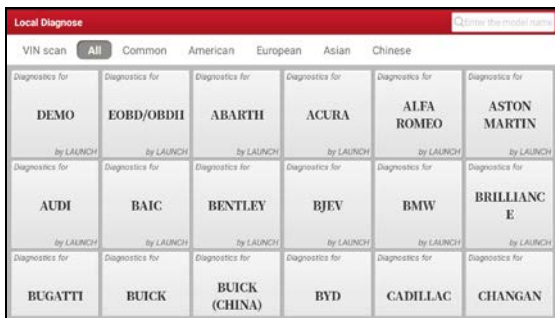 Local Diagnose
Enter the model name
VIN scan All Common American European Asian Chinese
Diagnostics for Diagnostics for Diagnostics for Diagnostics for Diagnostics for Diagnostics for
DEMO EOBD/OBDII ABARTH ACURA ALFA ROMEO ASTON MARTIN
by LAUNCH by LAUNCH by LAUNCH by LAUNCH by LAUNCH by LAUNCH
Diagnostics for Diagnostics for Diagnostics for Diagnostics for Diagnostics for Diagnostics for
AUDI BAIC BENTLEY BJEV BMW BRILLIANC
E
by LAUNCH by LAUNCH by LAUNCH by LAUNCH by LAUNCH by LAUNCH
Diagnostics for Diagnostics for Diagnostics for Diagnostics for Diagnostics for Diagnostics for
BUGATTI BUICK BUICK (CHINA) BYD CADILLAC CHANGAN